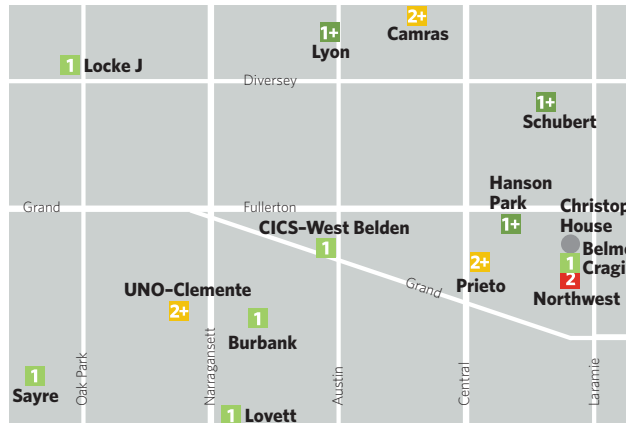 2+
Camras
1+
Lyon
1 Locke J
Diversey
1+
Schubert
Hanson
Park
1+
Grand
Fullerton
Christop
House
CICS–West Belden
1
Belmo
1
Cragi
2
Northwest
2+
Prieto
Grand
UNO–Clemente
2+
1
Burbank
1
Sayre
Oak Park
Narragansett
Austin
Central
Laramie
1 Lovett